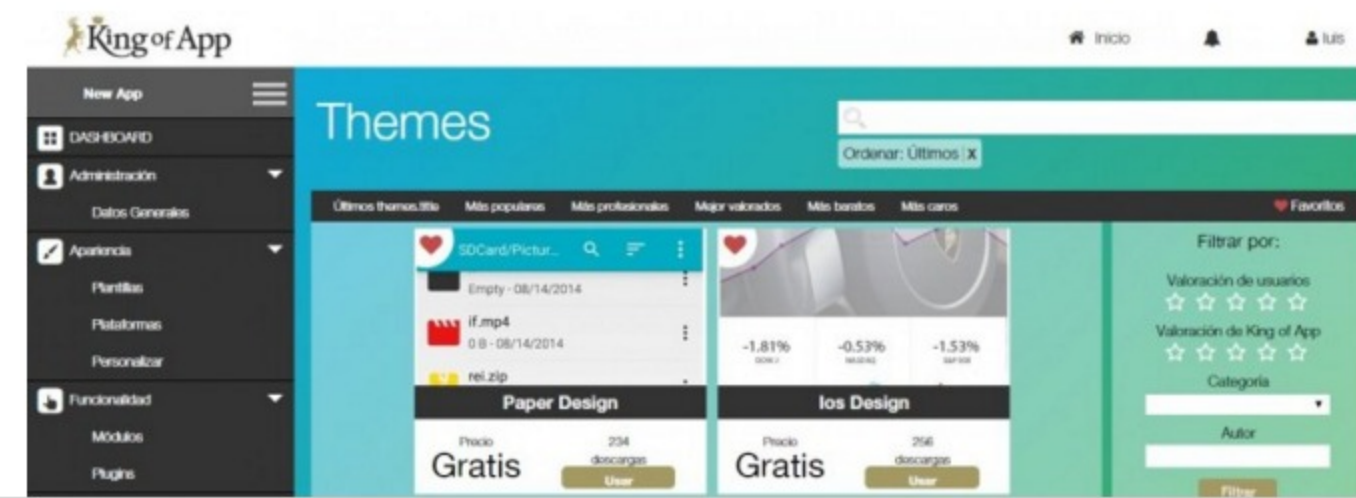 King of App
Inicio
luis
New App
DASHBOARD
Administración
Datos Generales
Apariencia
Plantillas
Plataformas
Personalizar
Funcionalidad
Módulos
Plugins
Themes
Ordenar: Últimos | X
Últimos themes.title Más populares Más profesionales Mejor valorados Más baratos Más caros Favoritos
SDCard/Pictur...
Empty - 08/14/2014
if.mp4
0 B - 08/14/2014
rei.zip
Paper Design
Precio
Gratis
234
descargas
Usar
-1.81% -0.53% -1.53%
Ios Design
Precio
Gratis
256
descargas
Usar
Filtrar por:
Valoración de usuarios
Valoración de King of App
Categoría
Autor
Filtrar